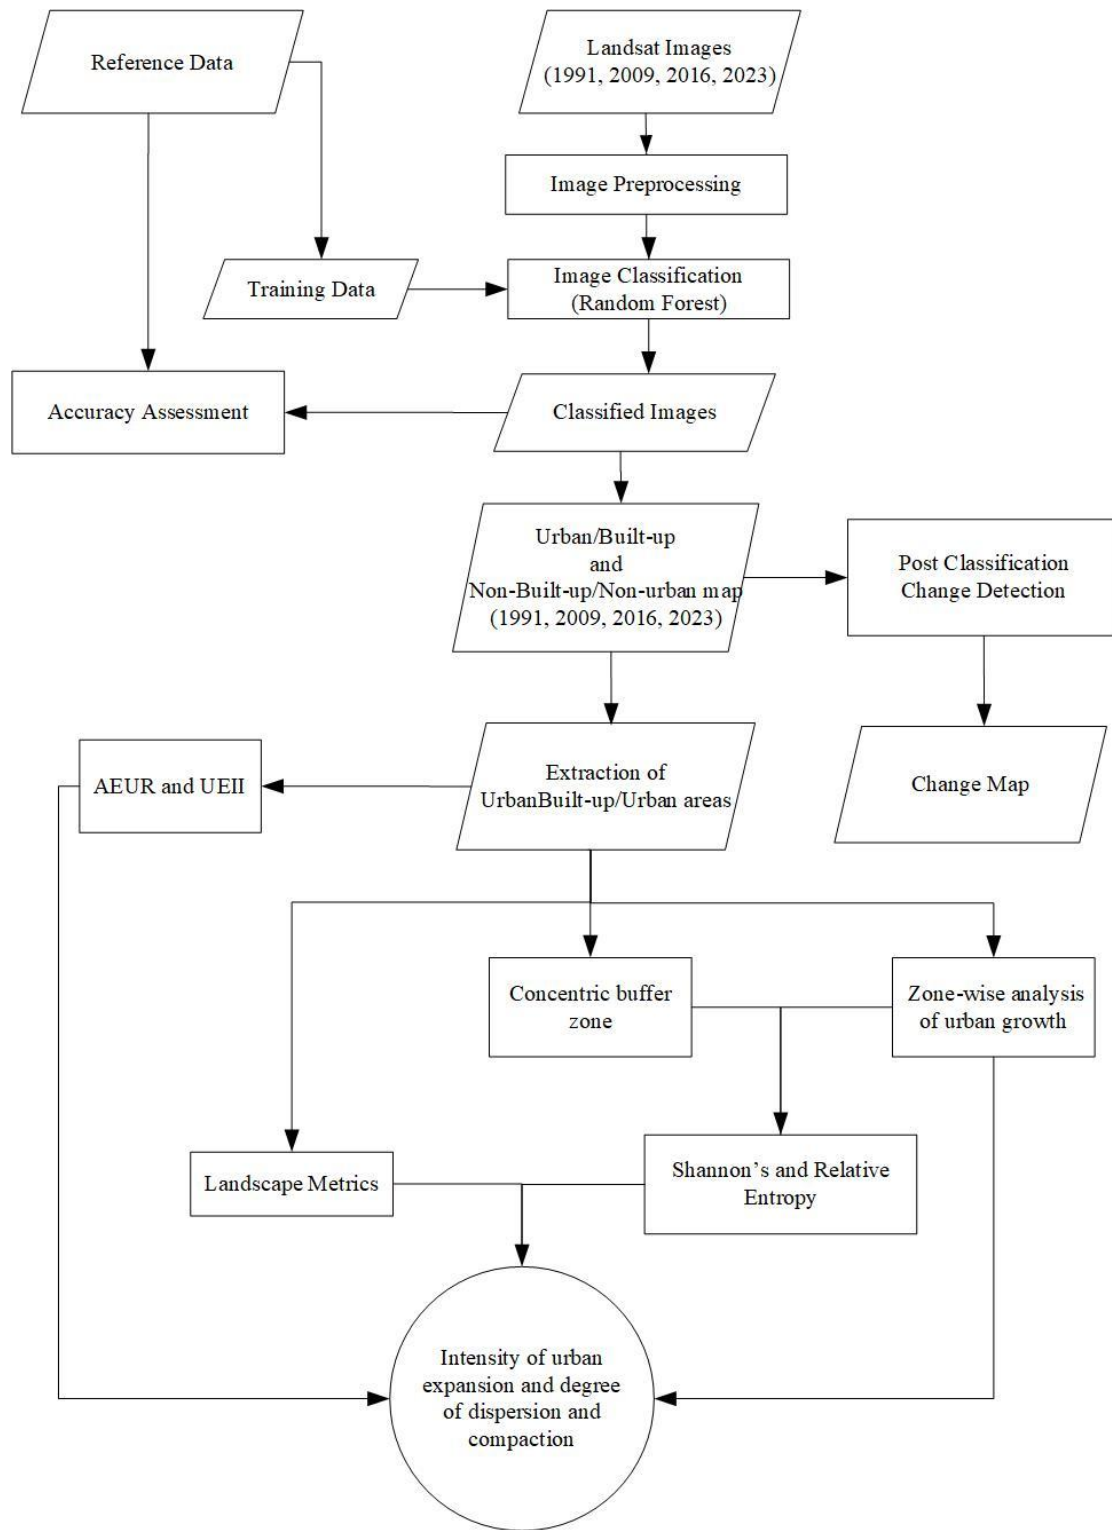 Reference Data
Landsat Images
(1991, 2009, 2016, 2023)
Image Preprocessing
Training Data
Image Classification
(Random Forest)
Accuracy Assessment
Classified Images
Urban/Built-up
and
Non-Built-up/Non-urban map
(1991, 2009, 2016, 2023)
Post Classification
Change Detection
AEUR and UEII
Extraction of
UrbanBuilt-up/Urban areas
Change Map
Concentric buffer
zone
Zone-wise analysis
of urban growth
Landscape Metrics
Shannon’s and Relative
Entropy
Intensity of urban
expansion and degree
of dispersion and
compaction